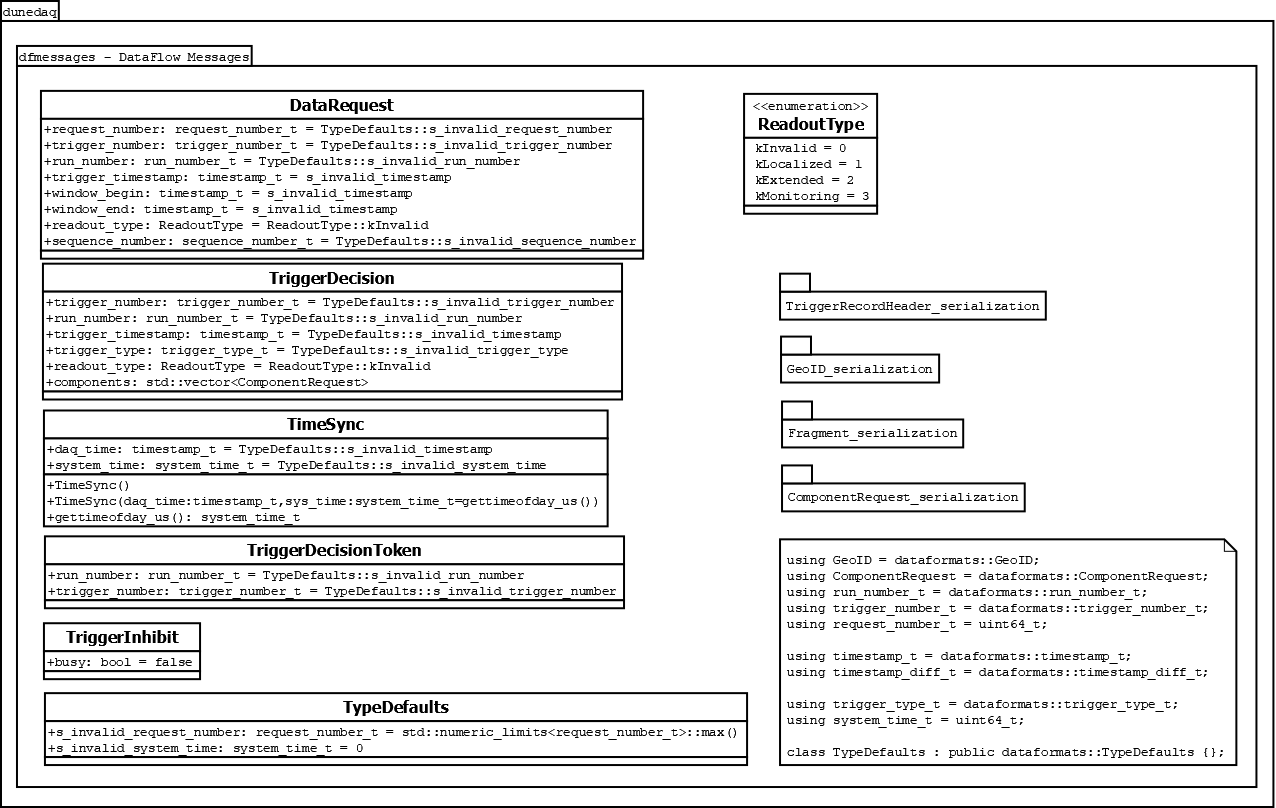 dunedaq
dfmessages - DataFlow Messages
DataRequest
+request_number: request_number_t = TypeDefaults::s_invalid_request_number
+trigger_number: trigger_number_t = TypeDefaults::s_invalid_trigger_number
+run_number: run_number_t = TypeDefaults::s_invalid_run_number
+trigger_timestamp: timestamp_t = s_invalid_timestamp
+window_begin: timestamp_t = s_invalid_timestamp
+window_end: timestamp_t = s_invalid_timestamp
+readout_type: ReadoutType = ReadoutType::kInvalid
+sequence_number: sequence_number_t = TypeDefaults::s_invalid_sequence_number
TriggerDecision
+trigger_number: trigger_number_t = TypeDefaults::s_invalid_trigger_number
+run_number: run_number_t = TypeDefaults::s_invalid_run_number
+trigger_timestamp: timestamp_t = TypeDefaults::s_invalid_timestamp
+trigger_type: trigger_type_t = TypeDefaults::s_invalid_trigger_type
+readout_type: ReadoutType = ReadoutType::kInvalid
+components: std::vector<ComponentRequest>
TimeSync
+daq_time: timestamp_t = TypeDefaults::s_invalid_timestamp
+system_time: system_time_t = TypeDefaults::s_invalid_system_time
+TimeSync()
+TimeSync(daq_time:timestamp_t,sys_time:system_time_t=gettimeofday_us())
+gettimeofday_us(): system_time_t
TriggerDecisionToken
+run_number: run_number_t = TypeDefaults::s_invalid_run_number
+trigger_number: trigger_number_t = TypeDefaults::s_invalid_trigger_number
TriggerInhibit
+busy: bool = false
TypeDefaults
+s_invalid_request_number: request_number_t = std::numeric_limits<request_number_t>::max()
+s_invalid_system_time: system_time_t = 0
<<enumeration>>
ReadoutType
kInvalid = 0
kLocalized = 1
kExtended = 2
kMonitoring = 3
TriggerRecordHeader_serialization
GeoID_serialization
Fragment_serialization
ComponentRequest_serialization
using GeoID = dataformats::GeoID;
using ComponentRequest = dataformats::ComponentRequest;
using run_number_t = dataformats::run_number_t;
using trigger_number_t = dataformats::trigger_number_t;
using request_number_t = uint64_t;
using timestamp_t = dataformats::timestamp_t;
using timestamp_diff_t = dataformats::timestamp_diff_t;
using trigger_type_t = dataformats::trigger_type_t;
using system_time_t = uint64_t;
class TypeDefaults : public dataformats::TypeDefaults {};